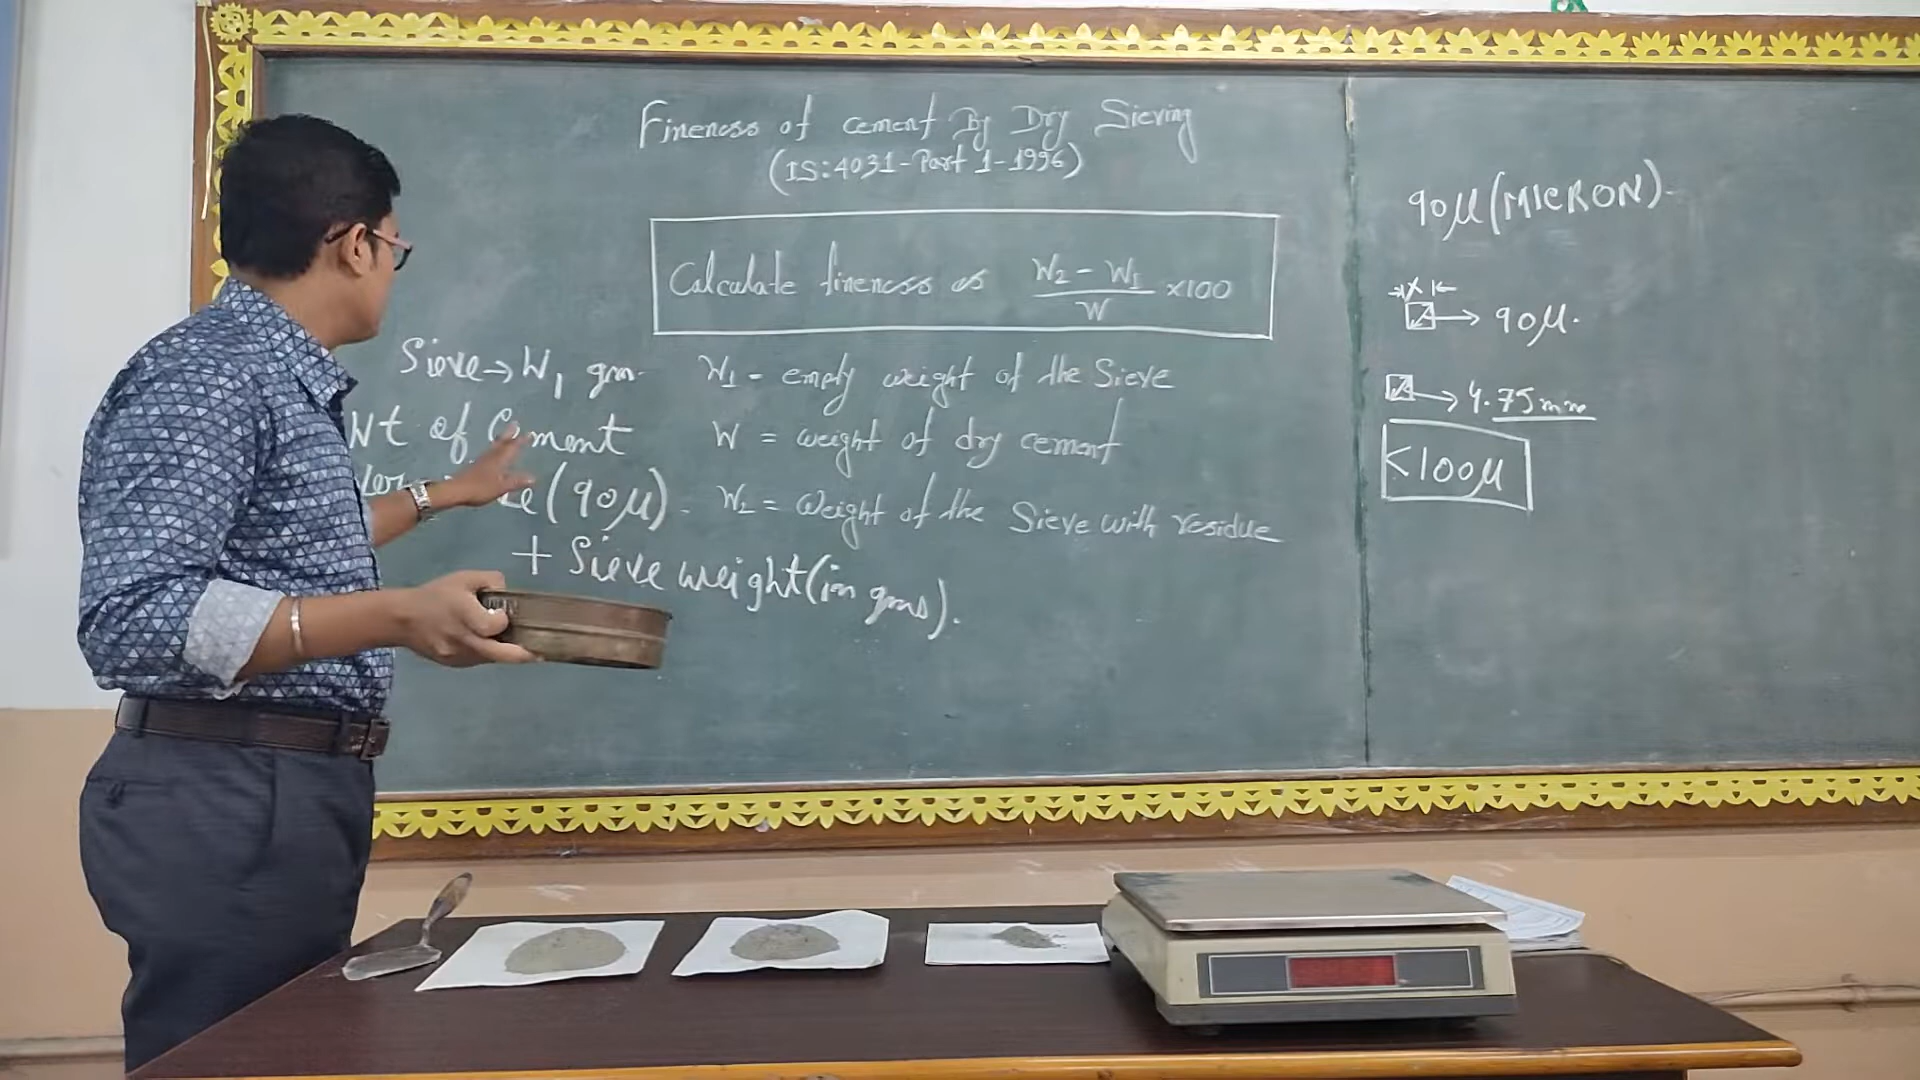 Fineness of cement By Dry Sieving
(IS:4031-Part 1-1996)
Calculate fineness as W₂ - W₁ / W ×100
Sieve → W₁ gm
W₁ - empty weight of the Sieve
Wt of Cement
W = weight of dry cement
(90μ).
W₂ = weight of the Sieve with residue
+ Sieve weight (in gms).
90μ (MICRON)
x
90μ.
4.75mm
<100μ